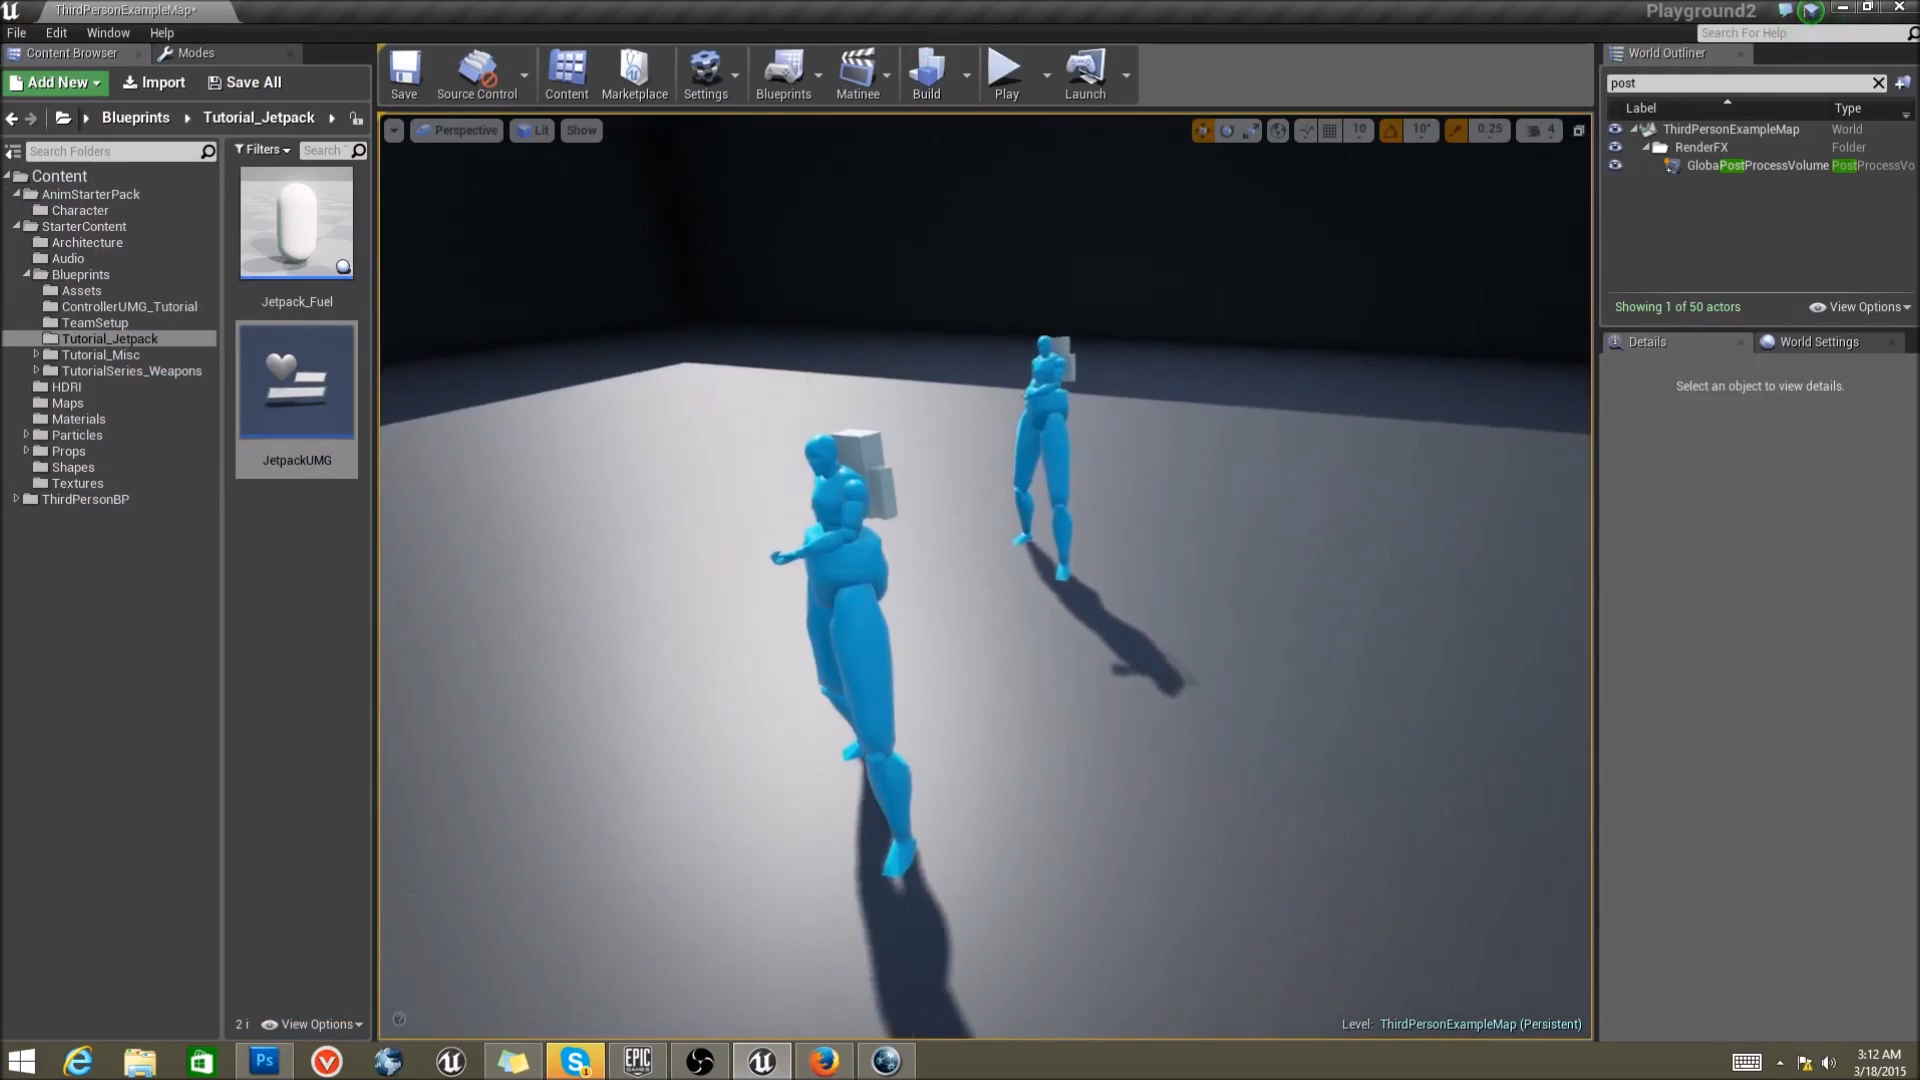 ThirdPersonExampleMap*
Playground2
File Edit Window Help
Search For Help
Content Browser
Modes
World Outliner
Add New
Import
Save All
Save
Source Control
Content
Marketplace
Settings
Blueprints
Matinee
Build
Play
Launch
post
Label
Type
Blueprints
Tutorial_Jetpack
Perspective
Lit
Show
10
10°
0.25
4
ThirdPersonExampleMap World
RenderFX Folder
GlobaPostProcessVolume PostProcessVo
Search Folders
Filters
Search
Content
AnimStarterPack
Character
StarterContent
Architecture
Audio
Blueprints
Assets
ControllerUMG_Tutorial
TeamSetup
Tutorial_Jetpack
Tutorial_Misc
TutorialSeries_Weapons
HDRI
Maps
Materials
Particles
Props
Shapes
Textures
ThirdPersonBP
Jetpack_Fuel
JetpackUMG
Showing 1 of 50 actors
View Options
Details
World Settings
Select an object to view details.
2 i
View Options
Level: ThirdPersonExampleMap (Persistent)
Ps
EPIC
GAMES
S
1
3:12 AM
3/18/2015